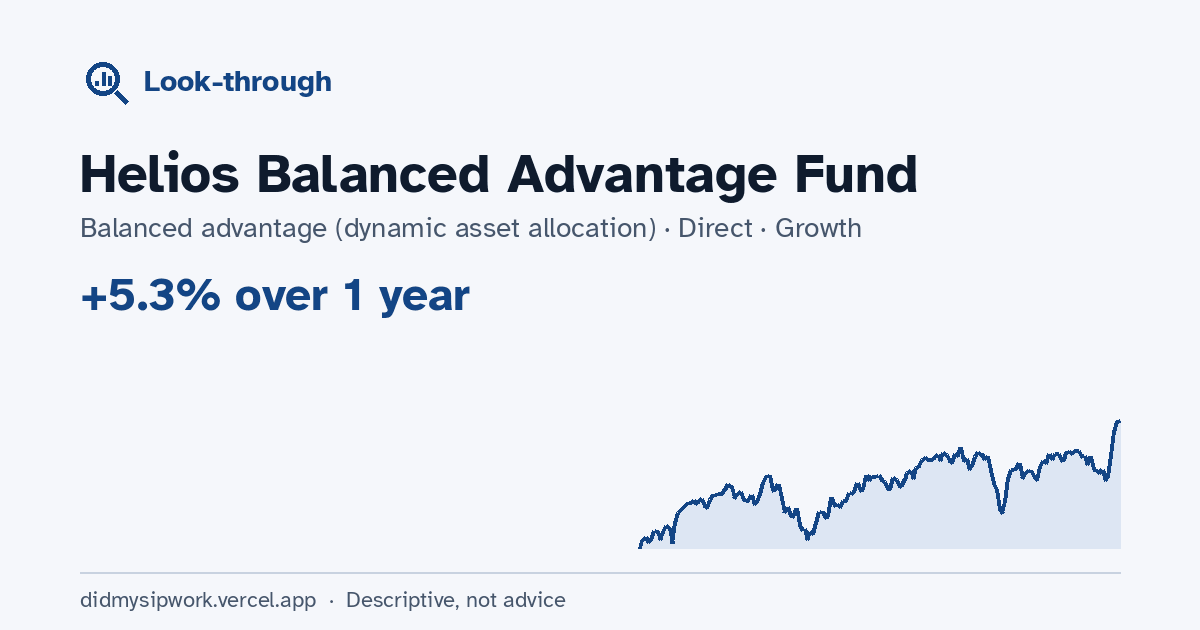 Look-through
Helios Balanced Advantage Fund
Balanced advantage (dynamic asset allocation) · Direct · Growth
+5.3% over 1 year
didmysipwork.vercel.app · Descriptive, not advice